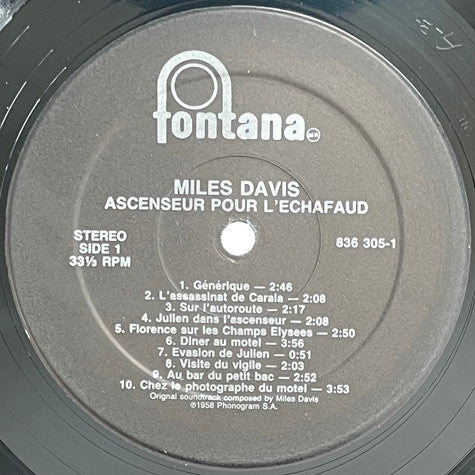 fontana
MILES DAVIS
ASCENSEUR POUR L'ECHAFAUD
STEREO
SIDE 1
33⅓ RPM
836 305-1
1. Générique — 2:46
2. L'assassinat de Carala — 2:08
3. Sur l'autoroute — 2:17
4. Julien dans l'ascenseur — 2:08
5. Florence sur les Champs Elysees — 2:50
6. Diner au motel — 3:56
7. Evasion de Julien — 0:51
8. Visite du vigile — 2:03
9. Au bar du petit bac — 2:52
10. Chez le photographe du motel — 3:53
Orignal soundtrack composed by Miles Davis
℗1958 Phonogram S.A.